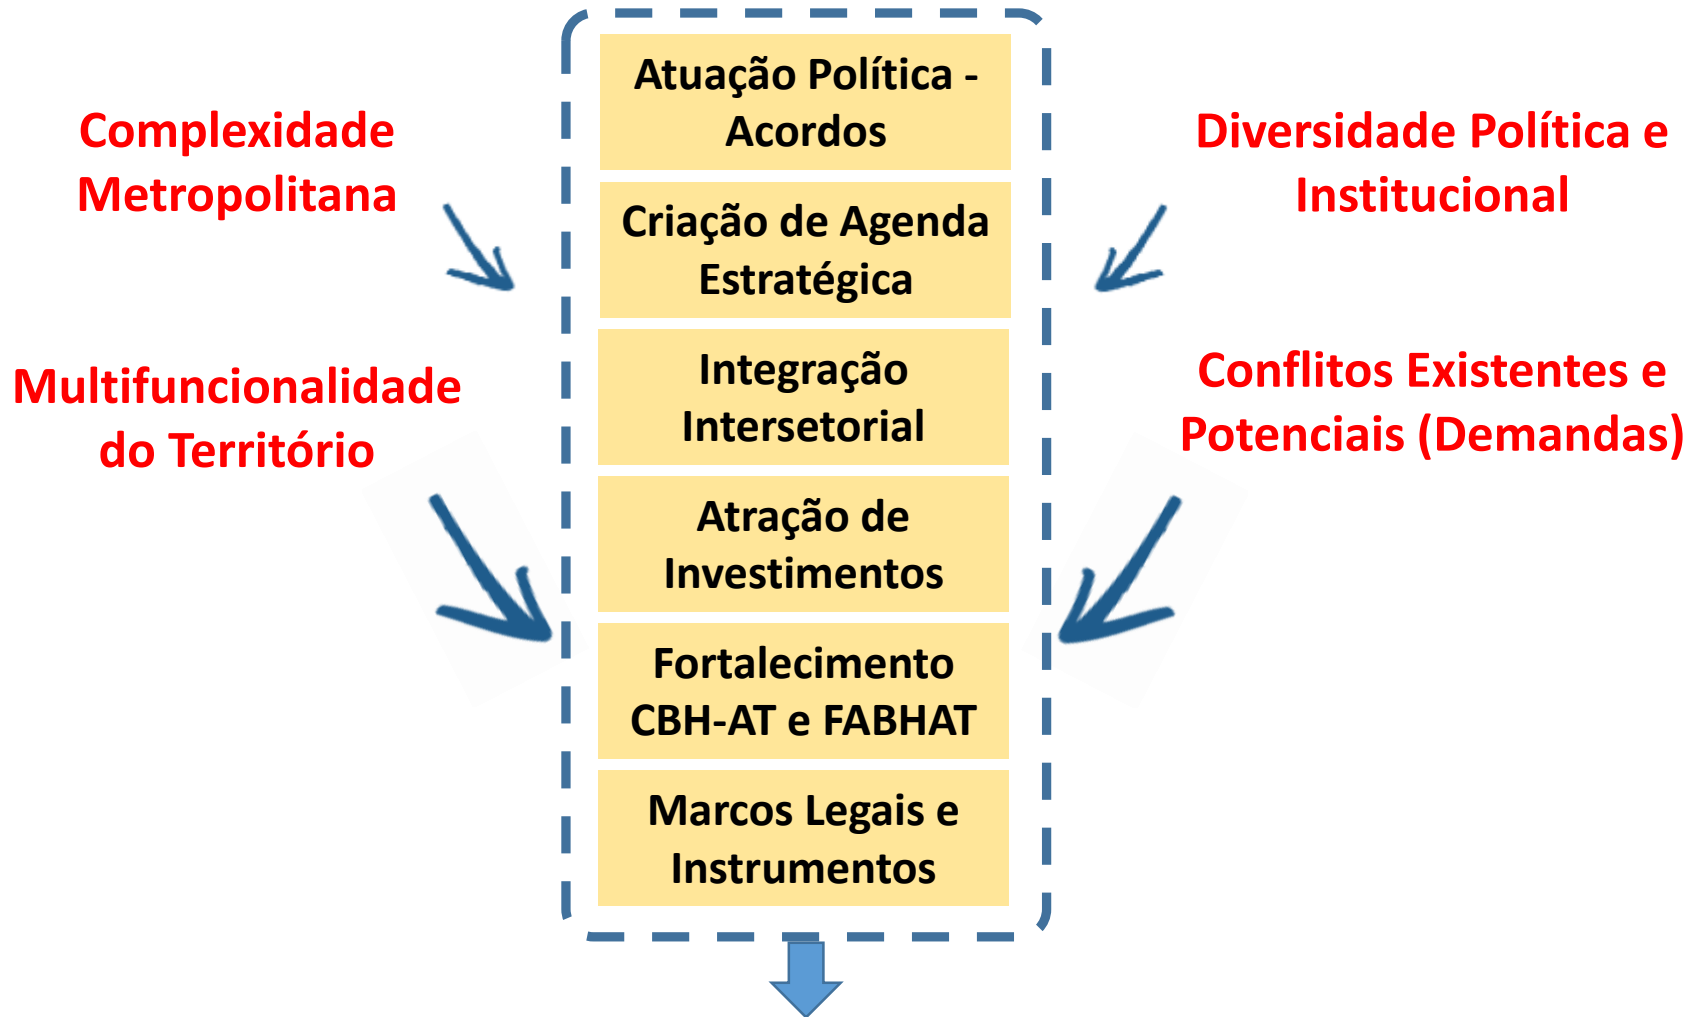 Complexidade
Metropolitana
Multifuncionalidade
do Território
Atuação Política -
Acordos
Criação de Agenda
Estratégica
Integração
Intersetorial
Atração de
Investimentos
Fortalecimento
CBH-AT e FABHAT
Marcos Legais e
Instrumentos
Diversidade Política e
Institucional
Conflitos Existentes e
Potenciais (Demandas)